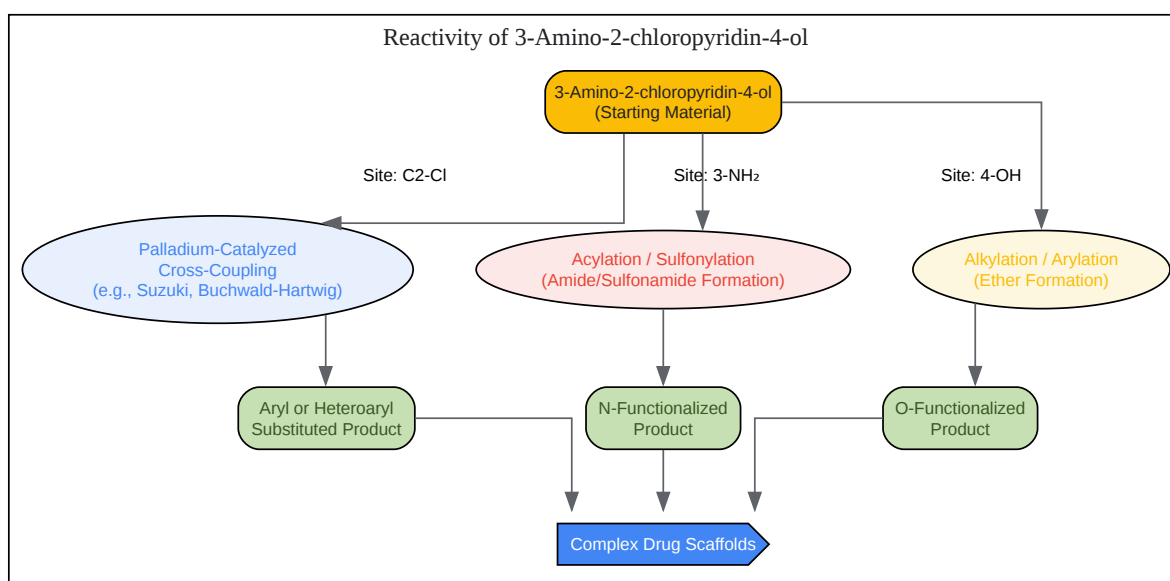 Reactivity of 3-Amino-2-chloropyridin-4-ol
3-Amino-2-chloropyridin-4-ol
(Starting Material)
Site: C2-Cl
Site: 3-NH₂
Site: 4-OH
Palladium-Catalyzed
Cross-Coupling
(e.g., Suzuki, Buchwald-Hartwig)
Acylation / Sulfonylation
(Amide/Sulfonamide Formation)
Alkylation / Arylation
(Ether Formation)
Aryl or Heteroaryl
Substituted Product
N-Functionalized
Product
O-Functionalized
Product
Complex Drug Scaffolds